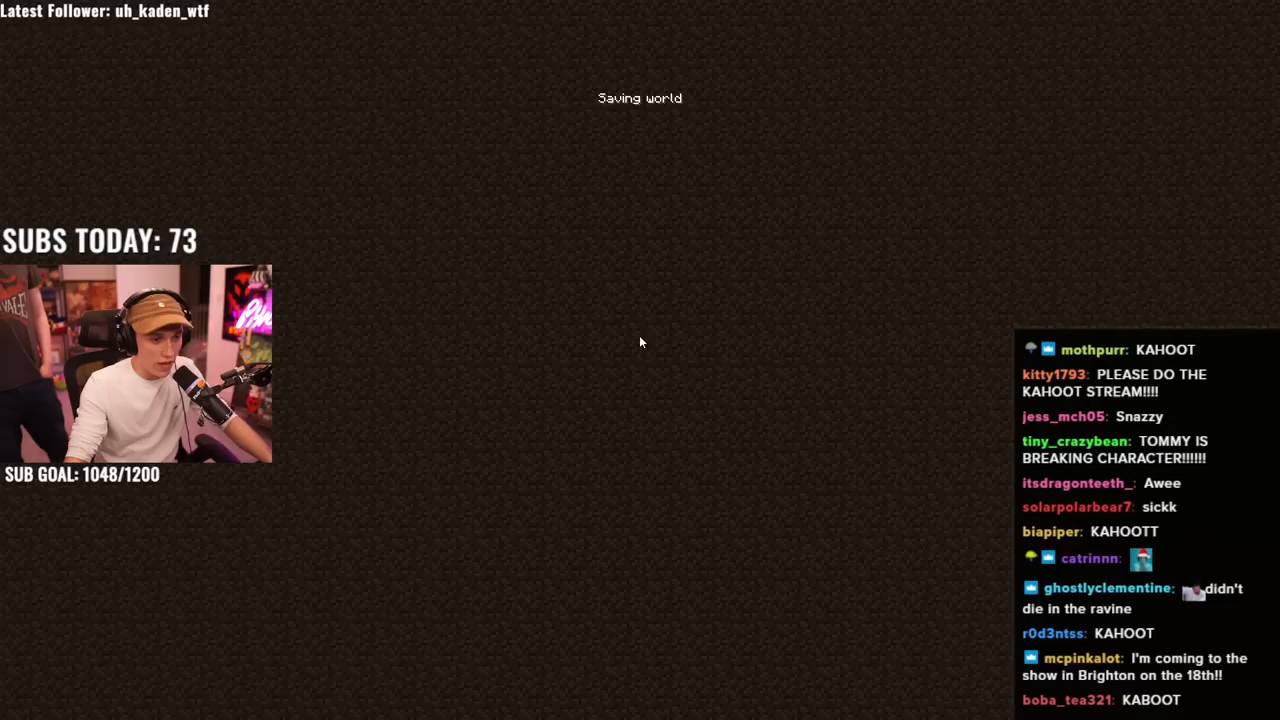 Latest Follower: uh_kaden_wtf
Saving world
SUBS TODAY: 73
SUB GOAL: 1048/1200
mothpurr: KAHOOT
kitty1793: PLEASE DO THE
KAHOOT STREAM!!!!
jess_mch05: Snazzy
tiny_crazybean: TOMMY IS
BREAKING CHARACTER!!!!!!
itsdragonteeth_: Awee
solarpolarbear7: sickk
biapiper: KAHOOTT
catrinnn:
ghostlyclementine: didn't
die in the ravine
r0d3ntss: KAHOOT
mcpinkalot: I'm coming to the
show in Brighton on the 18th!!
boba_tea321: KABOOT